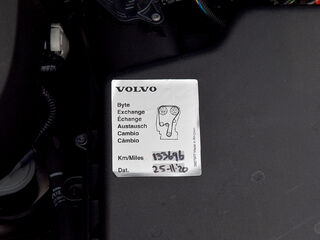 VOLVO
Byte
Exchange
Échange
Austausch
Cambio
Câmbio
Km/Miles 153696
Dat. 25-11-20